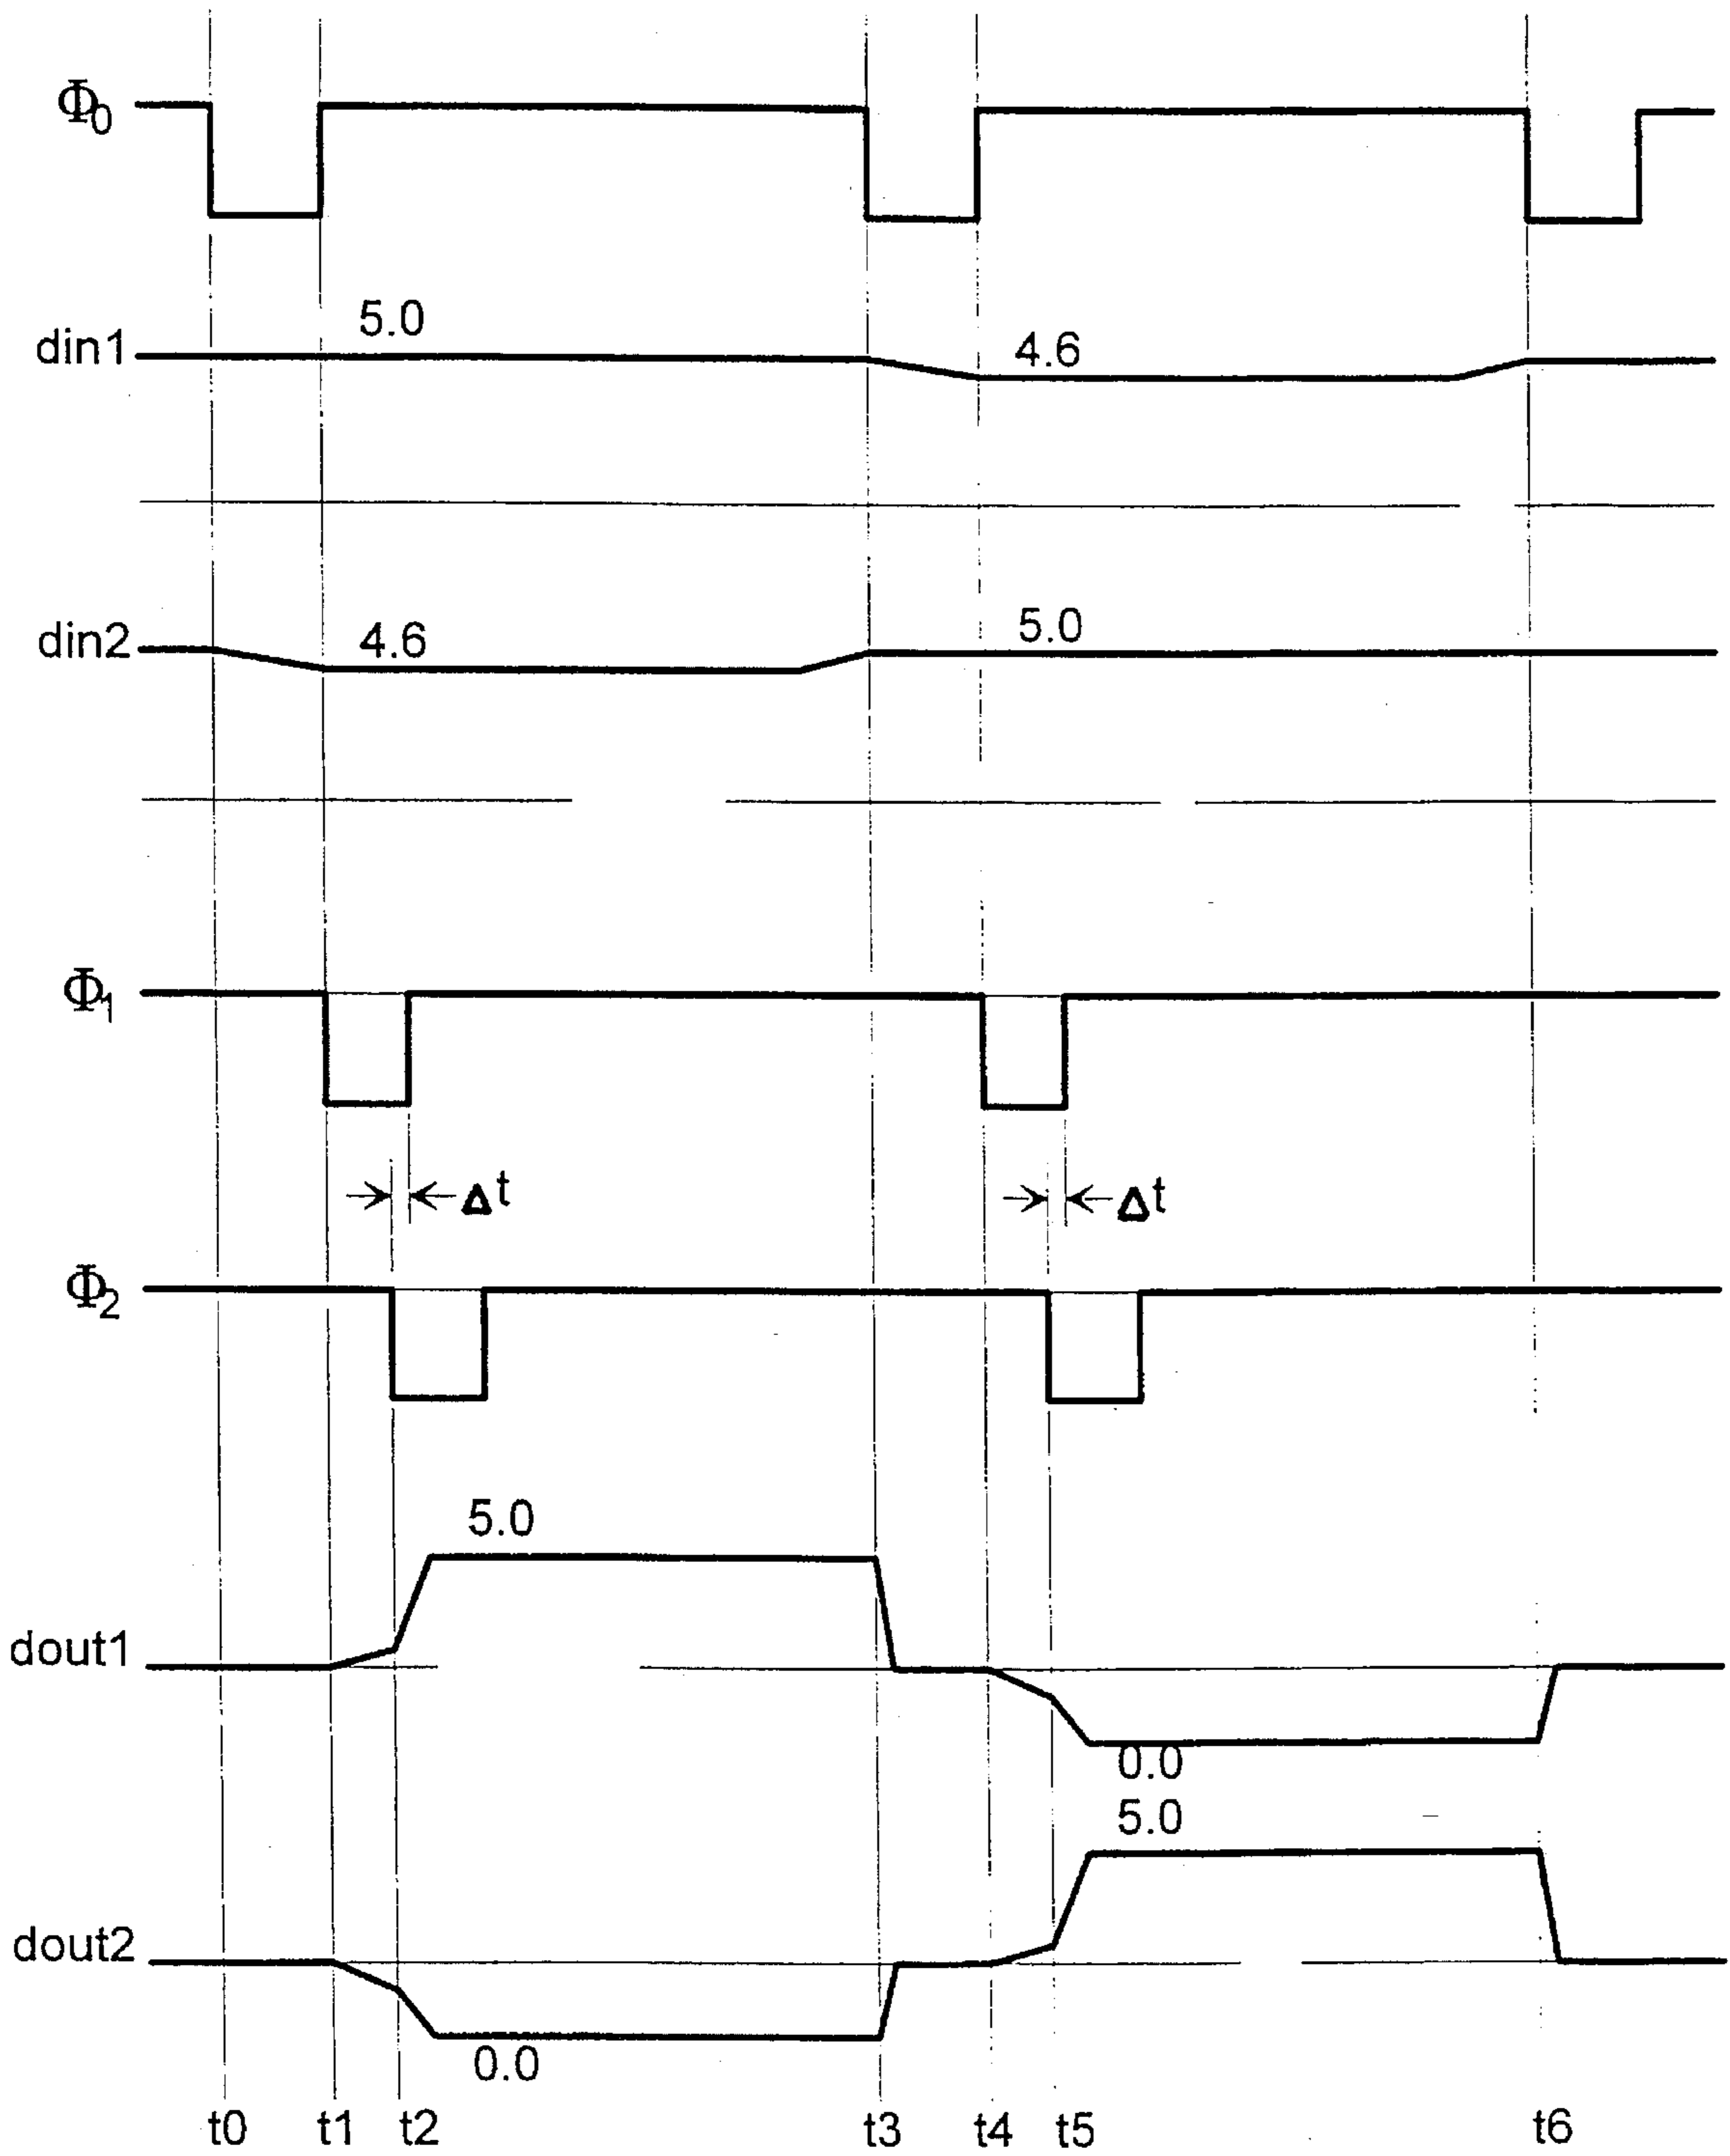 Φ0
5.0
din1
4.6
din2
4.6
5.0
Φ1
Δt
Δt
Φ2
5.0
dout1
0.0
5.0
dout2
0.0
t0 t1 t2 t3 t4 t5 t6